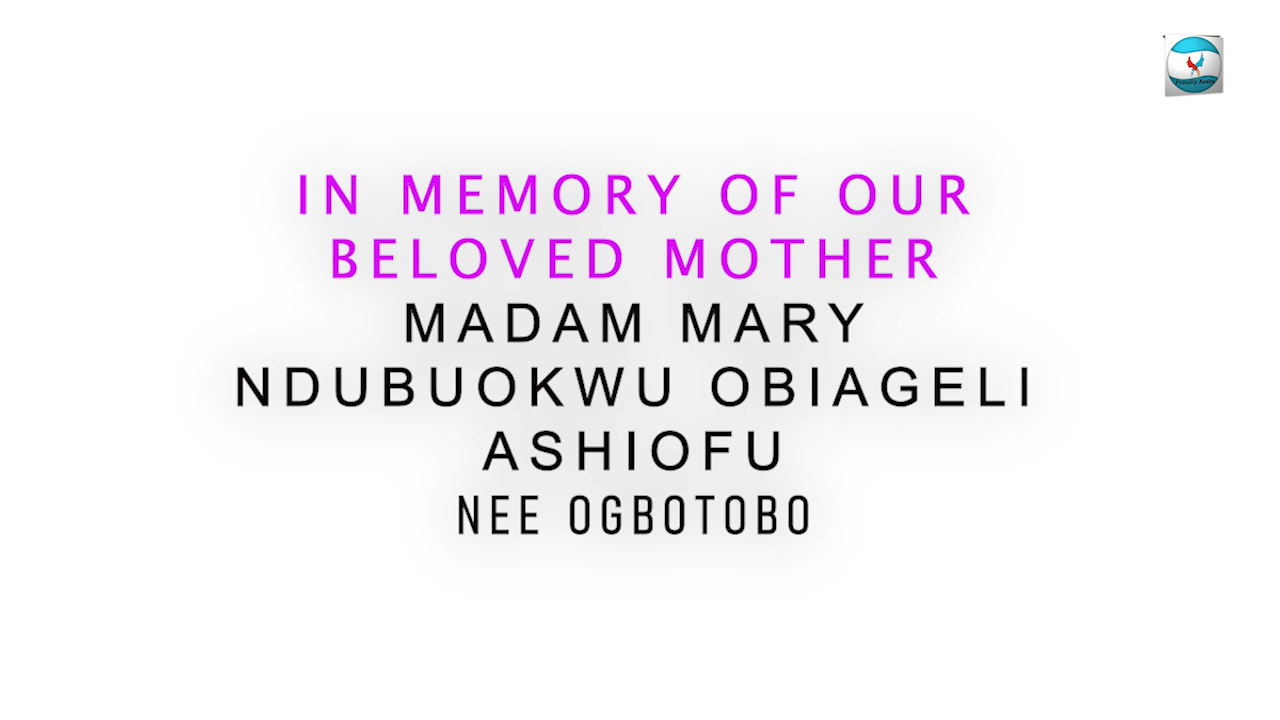 IN MEMORY OF OUR
BELOVED MOTHER
MADAM MARY
NDUBUOKWU OBIAGELI
ASHIOFU
NEE OGBOTOBO